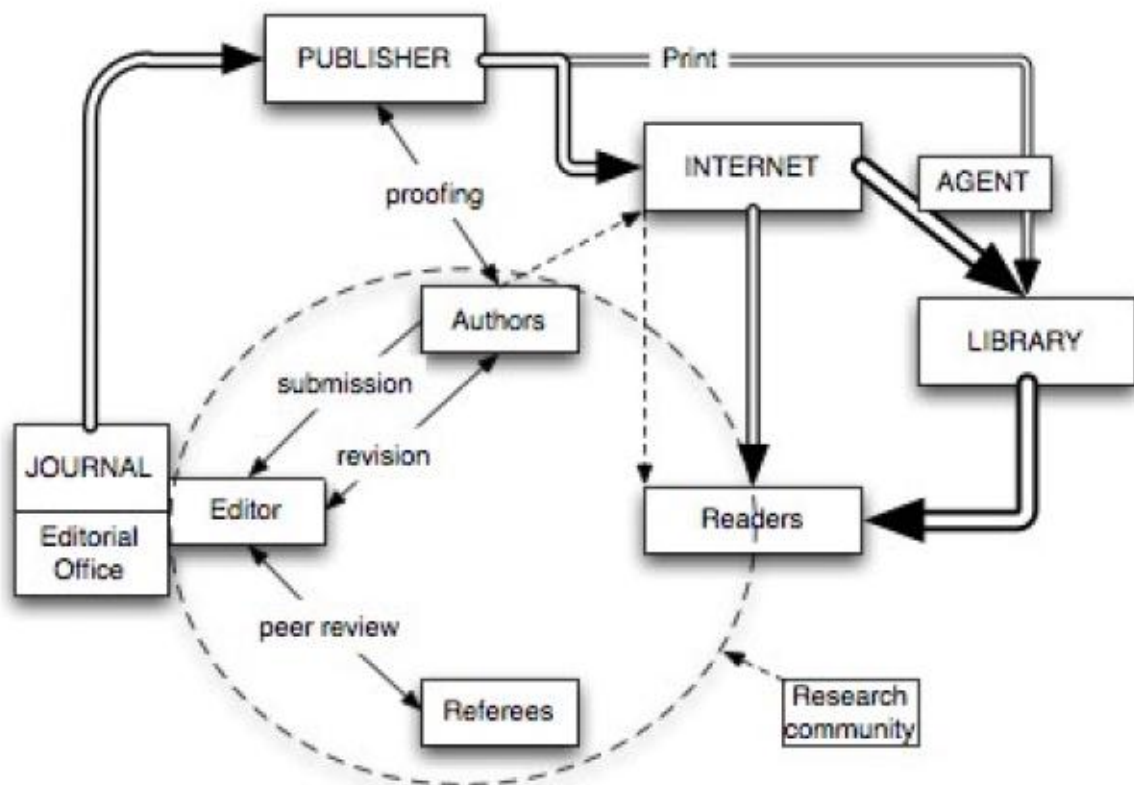 PUBLISHER
Print
INTERNET
AGENT
proofing
Authors
LIBRARY
submission
revision
JOURNAL
Editor
Readers
Editorial
Office
peer review
Referees
Research
community